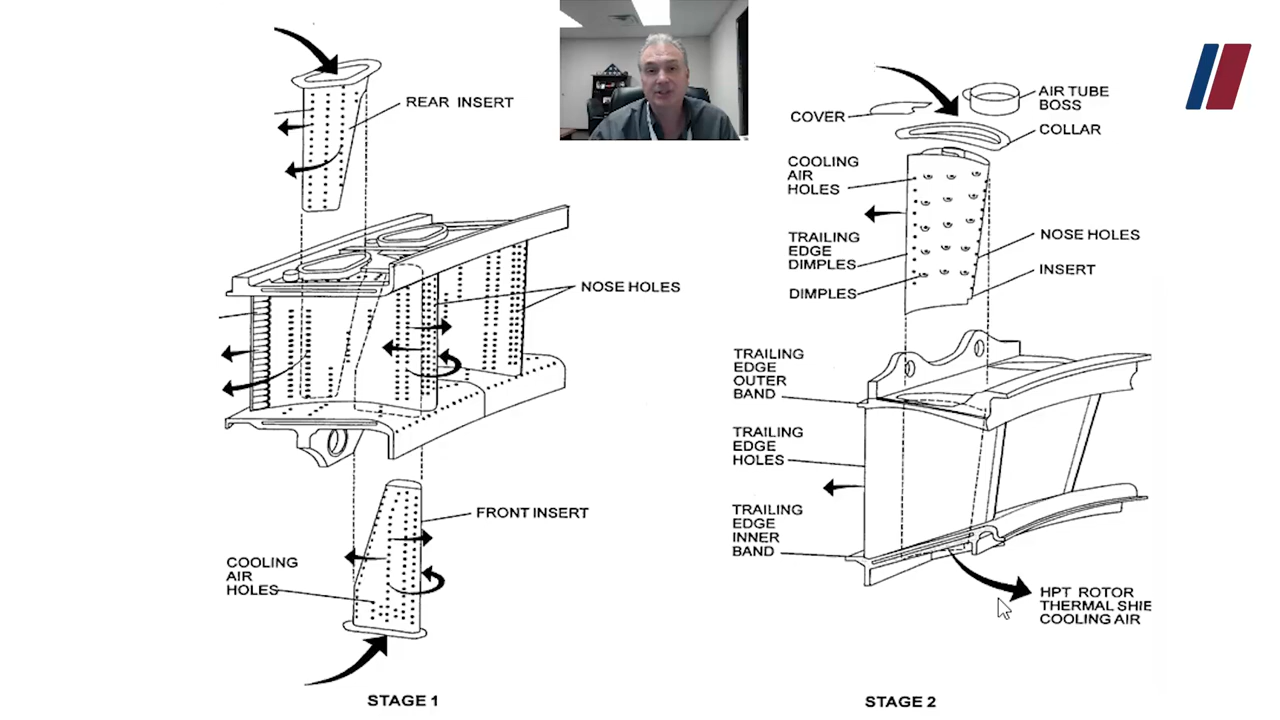 REAR INSERT
NOSE HOLES
FRONT INSERT
COOLING
AIR
HOLES
STAGE 1
AIR TUBE
BOSS
COVER
COLLAR
COOLING
AIR
HOLES
TRAILING
EDGE
DIMPLES
DIMPLES
NOSE HOLES
INSERT
TRAILING
EDGE
OUTER
BAND
TRAILING
EDGE
HOLES
TRAILING
EDGE
INNER
BAND
HPT ROTOR
THERMAL SHIE
COOLING AIR
STAGE 2